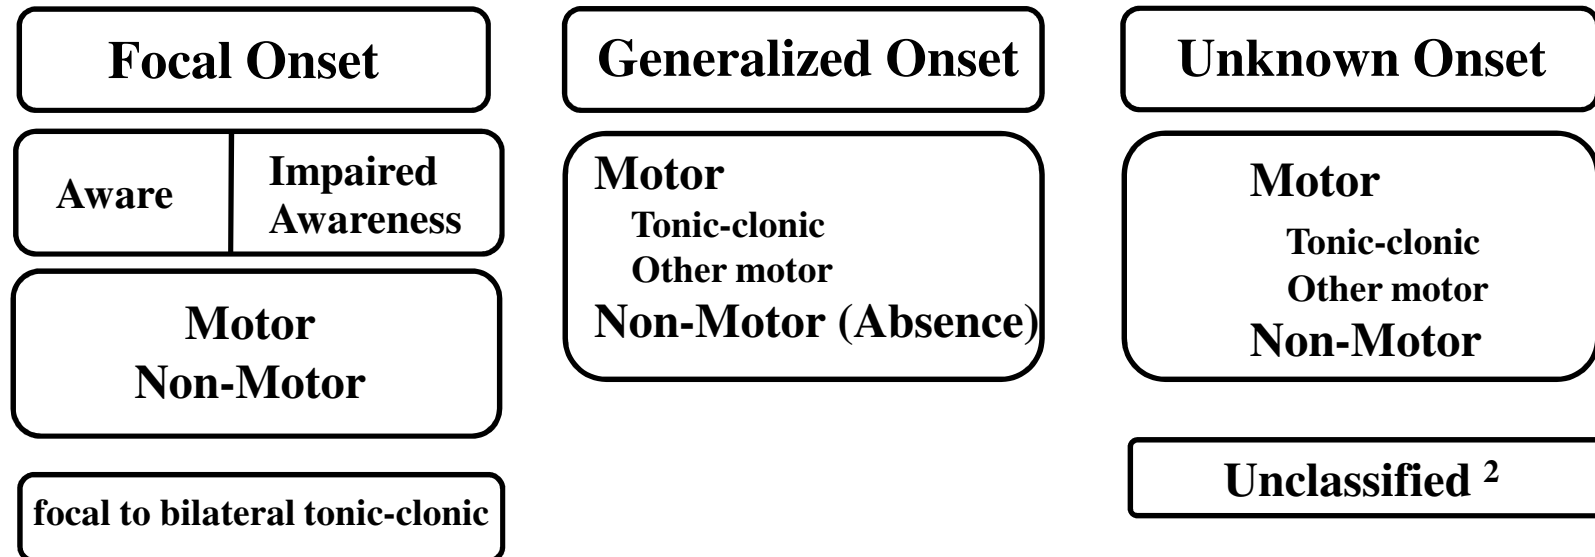 Focal Onset
Aware
Impaired
Awareness
Motor
Non-Motor
focal to bilateral tonic-clonic
Generalized Onset
Motor
Tonic-clonic
Other motor
Non-Motor (Absence)
Unknown Onset
Motor
Tonic-clonic
Other motor
Non-Motor
Unclassified ²